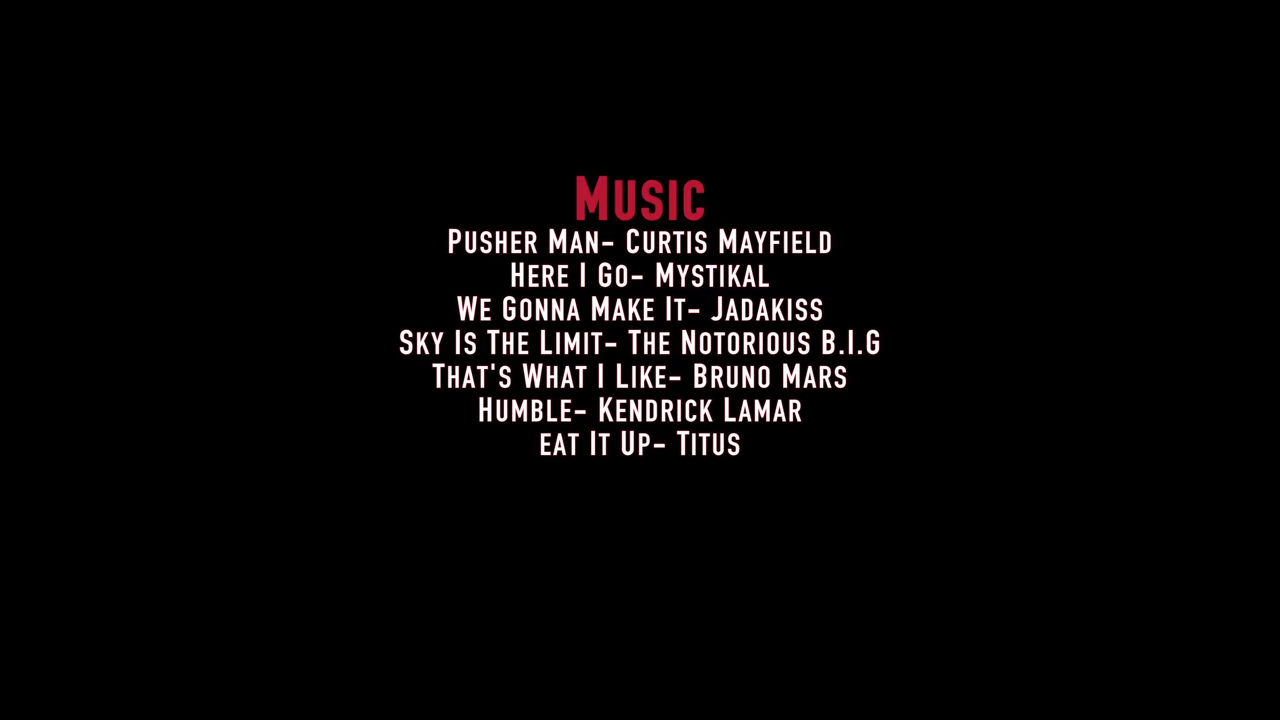 Music
Pusher Man- Curtis Mayfield
Here I Go- Mystikal
We Gonna Make It- Jadakiss
Sky Is The Limit- The Notorious B.I.G
That's What I Like- Bruno Mars
Humble- Kendrick Lamar
eat It Up- Titus